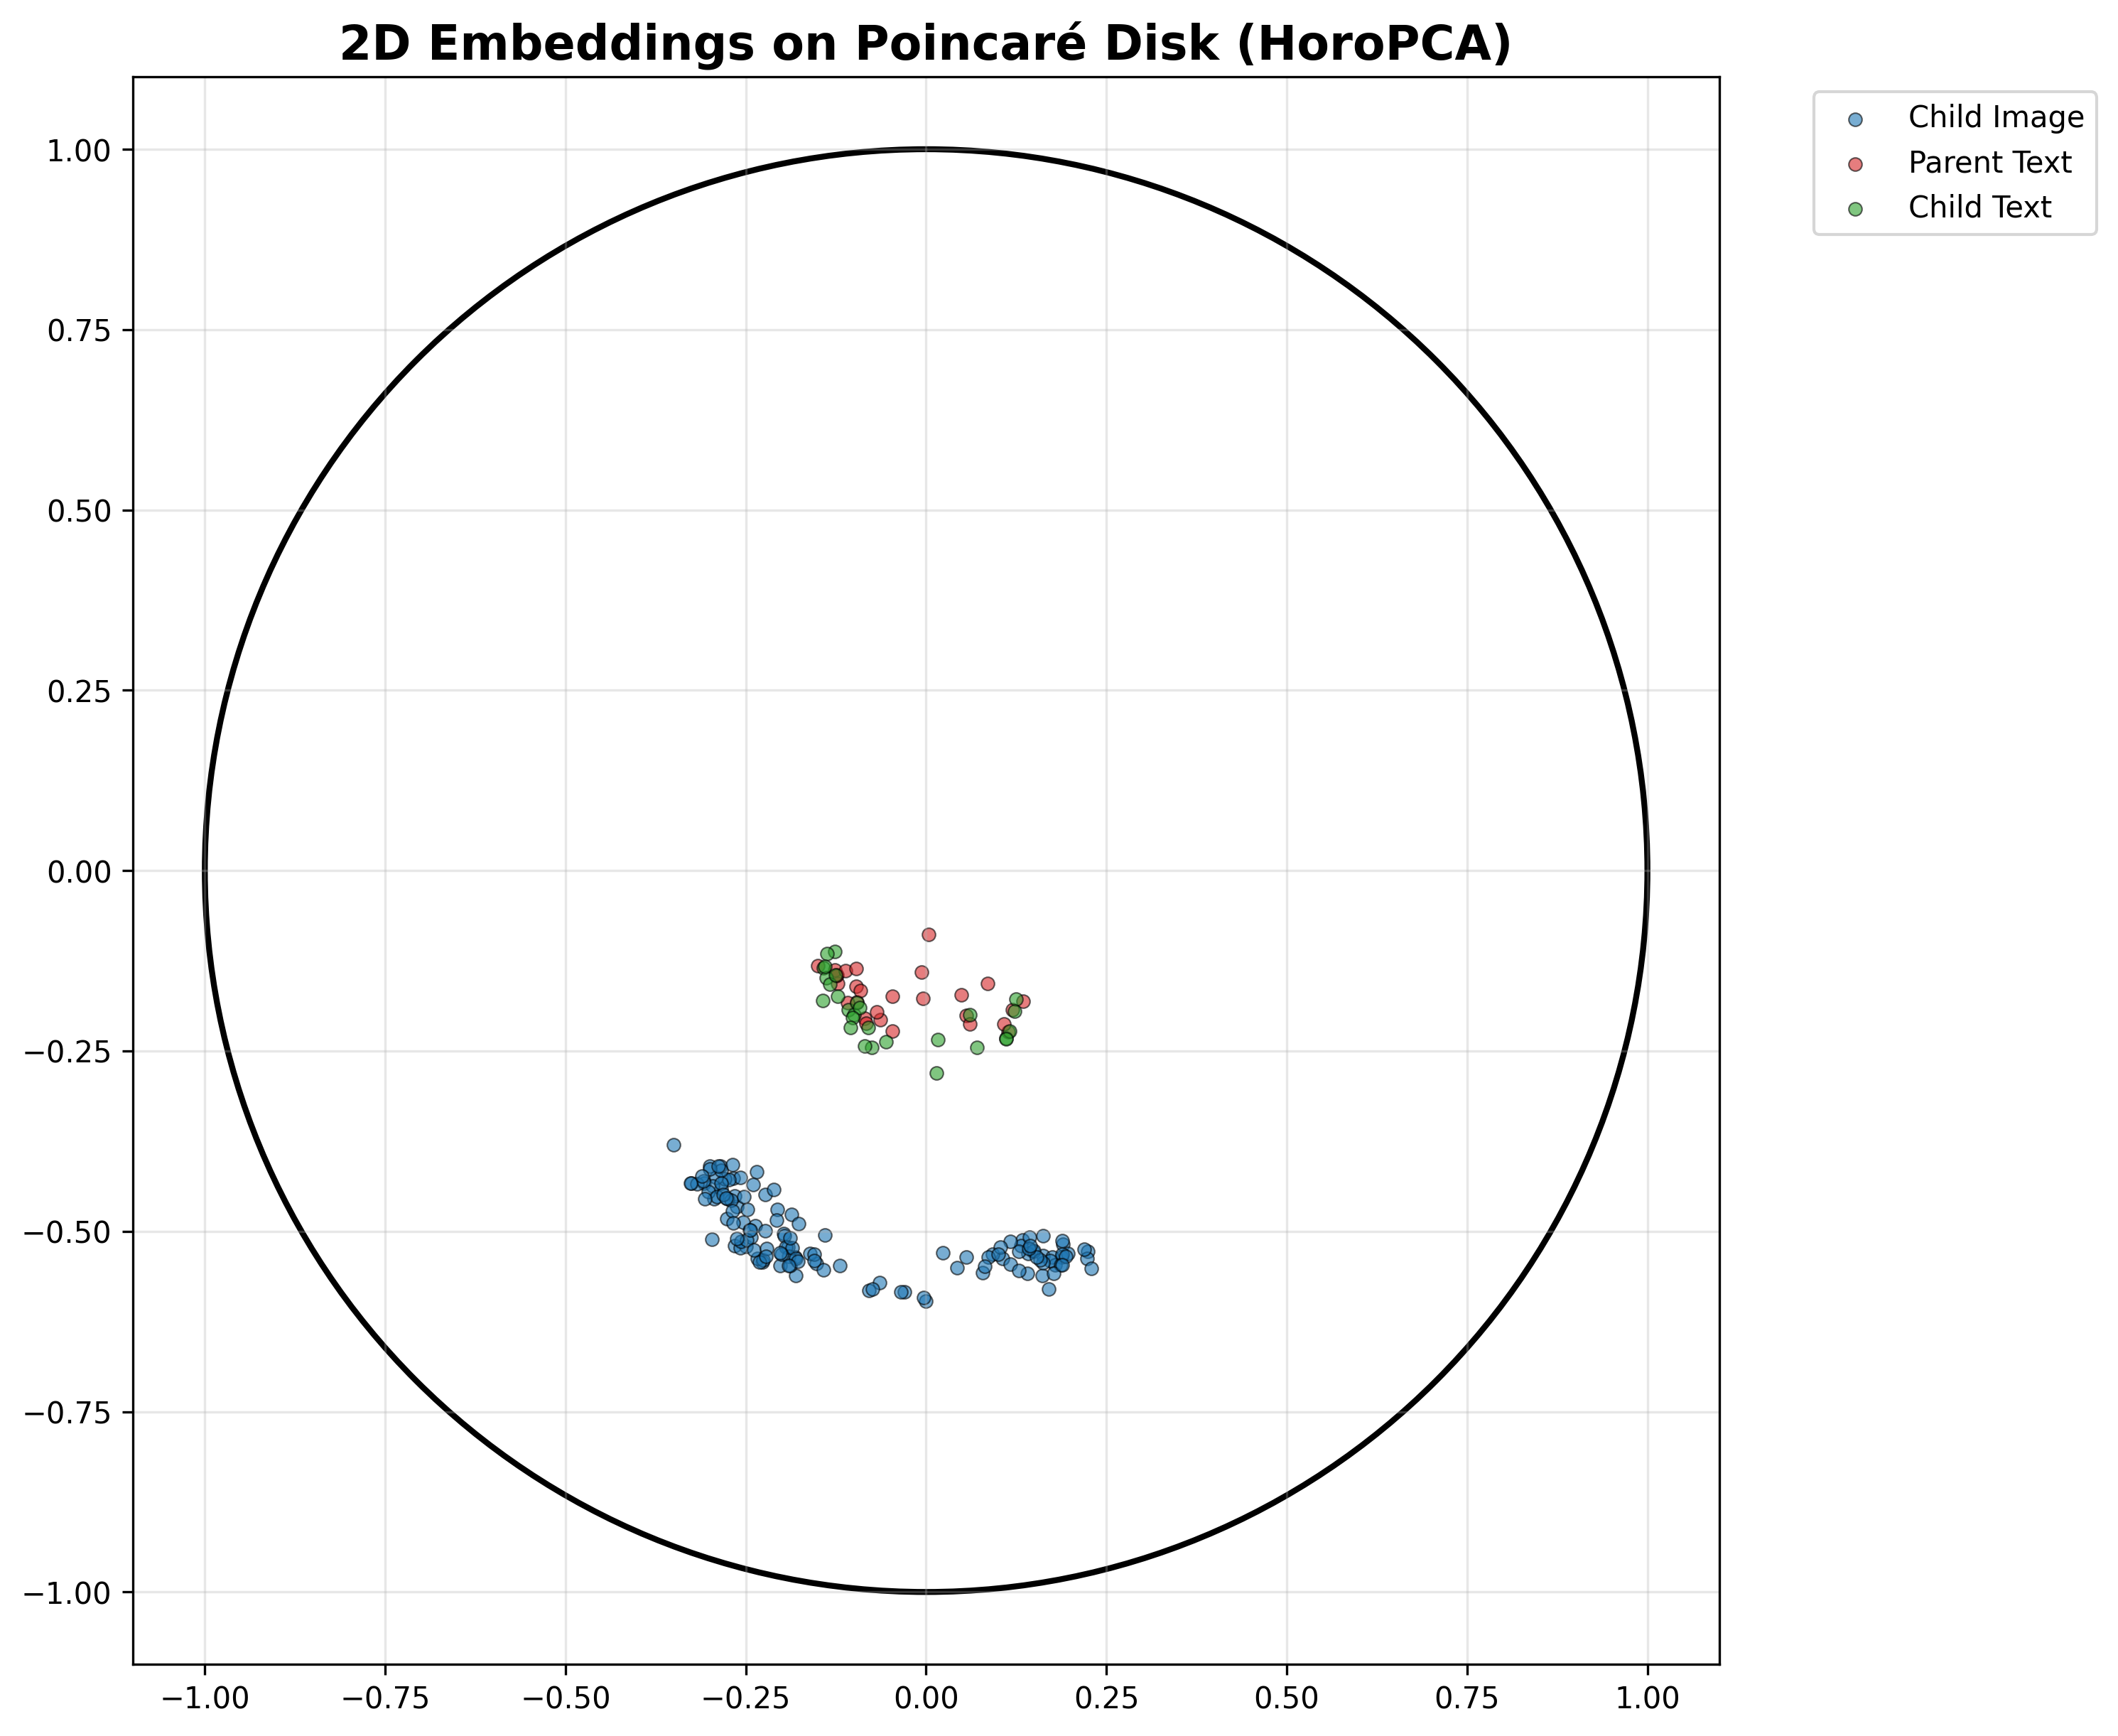 2D Embeddings on Poincaré Disk (HoroPCA)
Child Image
Parent Text
Child Text
1.00
0.75
0.50
0.25
0.00
−0.25
−0.50
−0.75
−1.00
−1.00 −0.75 −0.50 −0.25 0.00 0.25 0.50 0.75 1.00